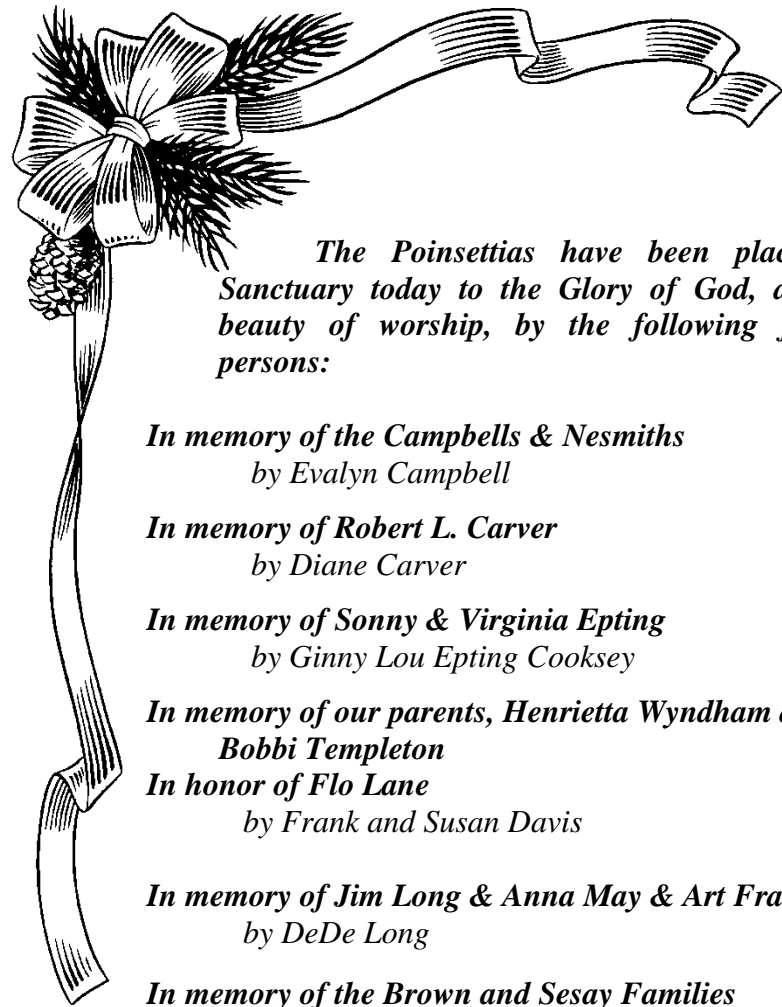 The Poinsettias have been
Sanctuary today to the Glory of God,
beauty of worship, by the following
persons:
In memory of the Campbells & Nesmiths
by Evalyn Campbell
In memory of Robert L. Carver
by Diane Carver
In memory of Sonny & Virginia Epting
by Ginny Lou Epting Cooksey
In memory of our parents, Henrietta Wyndham
Bobbi Templeton
In honor of Flo Lane
by Frank and Susan Davis
In memory of Jim Long & Anna May & Art
by DeDe Long
In memory of the Brown and Sesay Families